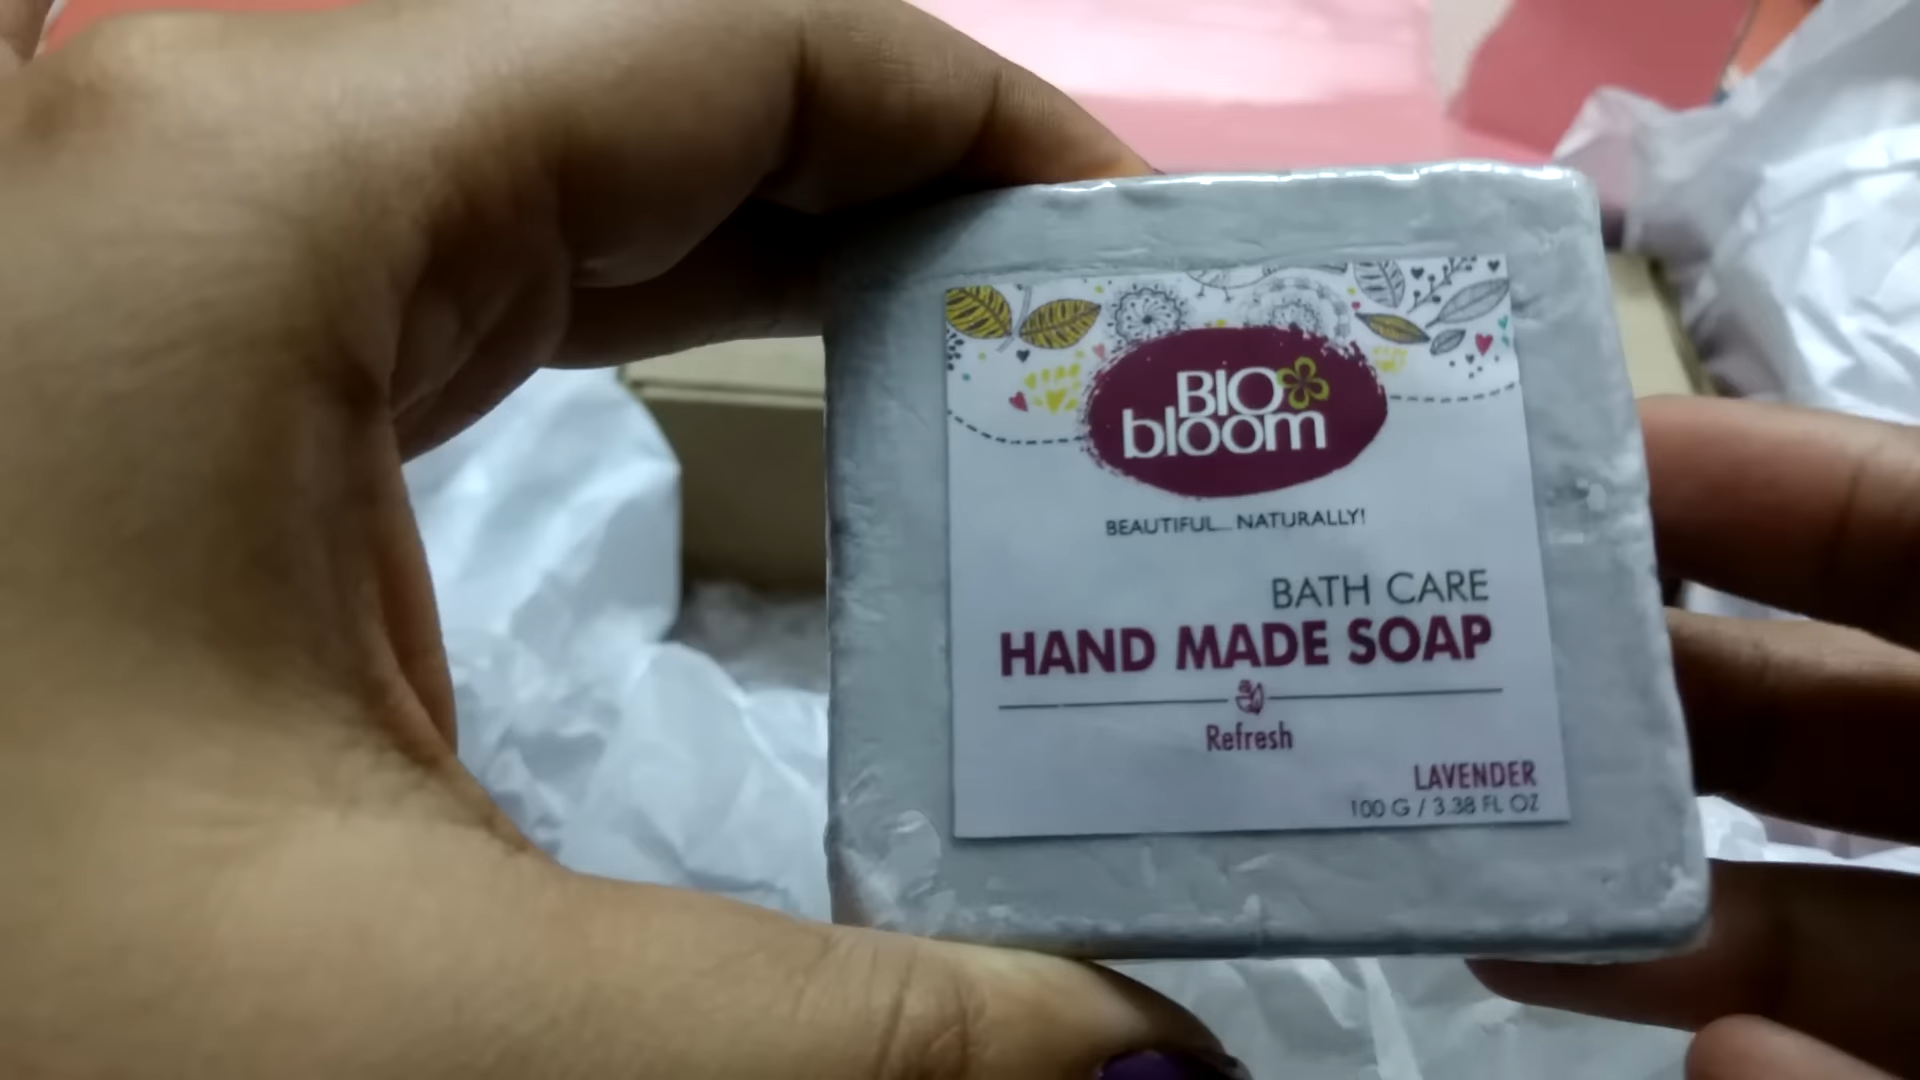 BIO
bloom
BEAUTIFUL... NATURALLY!
BATH CARE
HAND MADE SOAP
Refresh
LAVENDER
100 G / 3.38 FL OZ